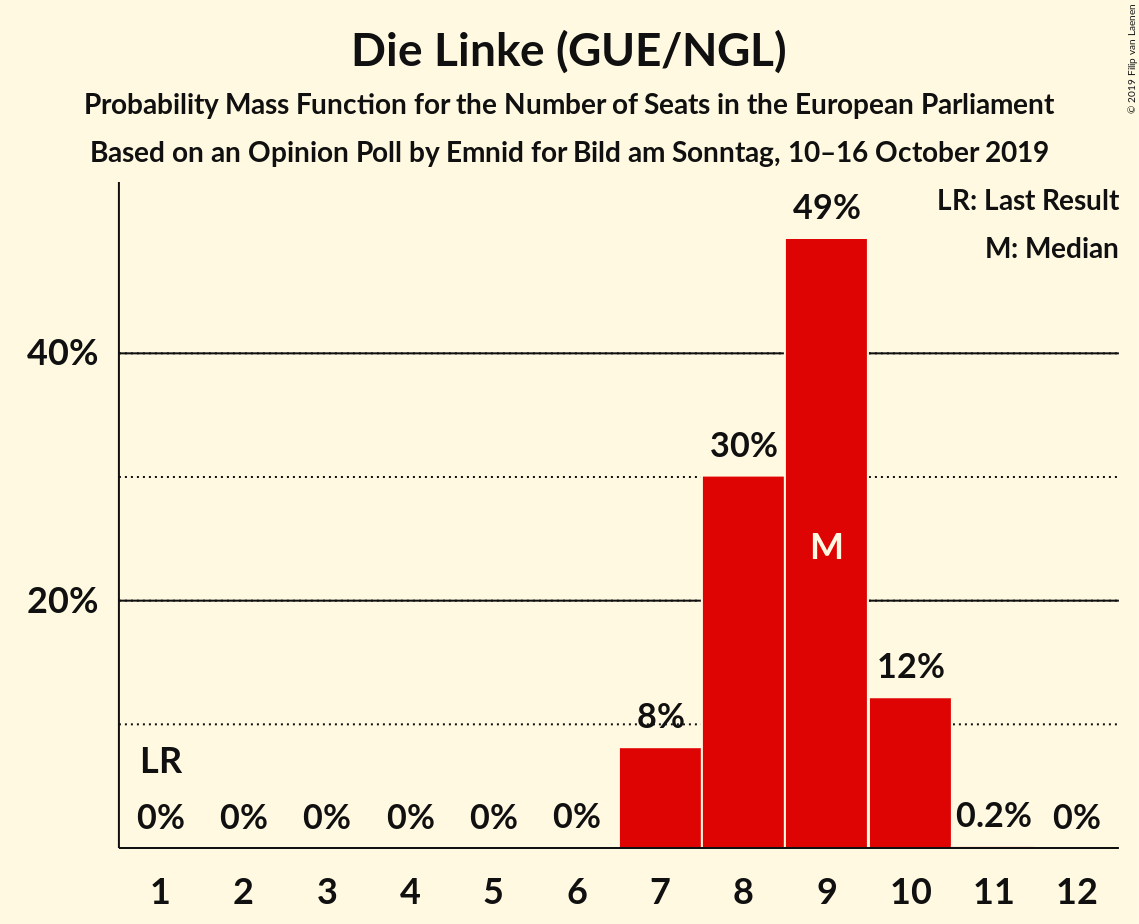 Die Linke (GUE/NGL)
Probability Mass Function for the Number of Seats in the European Parliament
Based on an Opinion Poll by Emnid for Bild am Sonntag, 10–16 October 2019
© 2019 Filip van Laenen
LR: Last Result
M: Median
49%
40%
30%
M
20%
12%
8%
LR
0% 0% 0% 0% 0% 0% 0.2% 0%
1 2 3 4 5 6 7 8 9 10 11 12